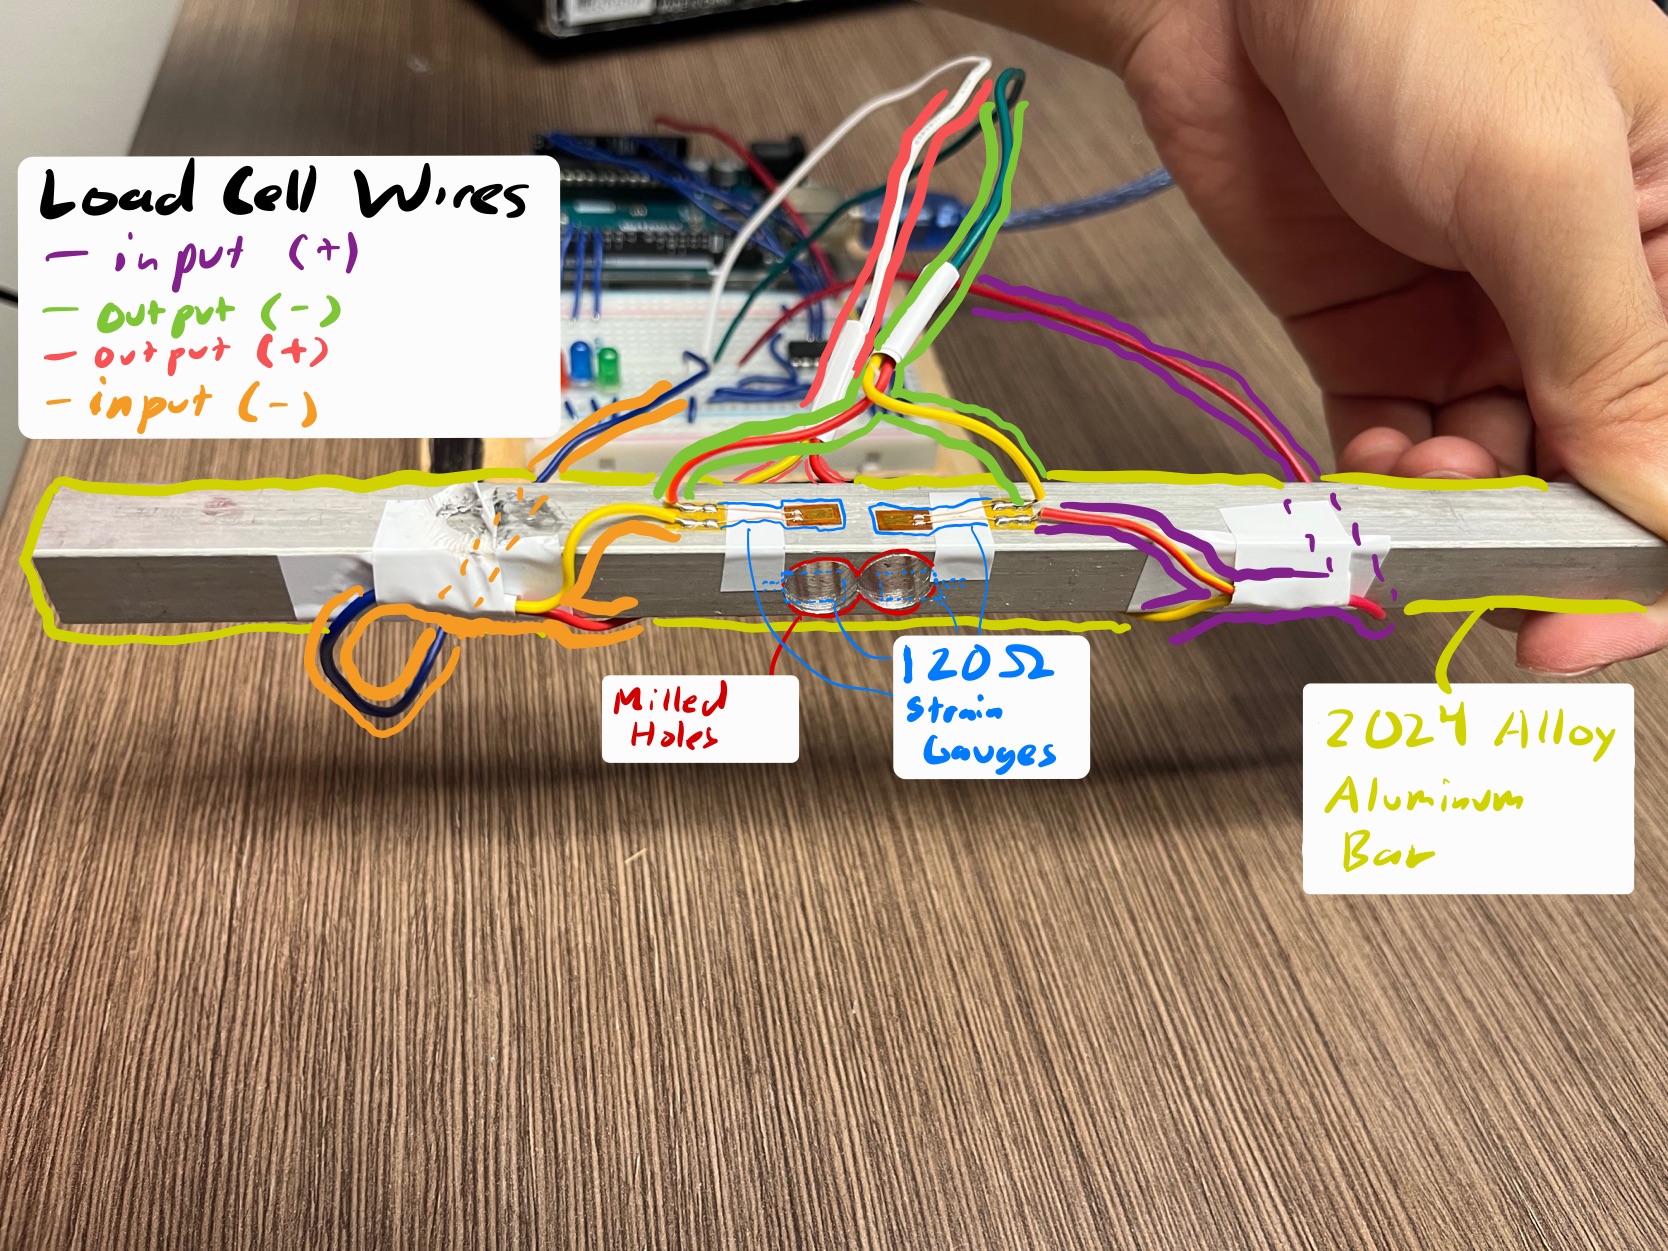 Load Cell Wires
- input (+)
- output (-)
- output (+)
- input (-)
Milled
Holes
120Ω
Strain
Gauges
2024 Alloy
Aluminum
Bar